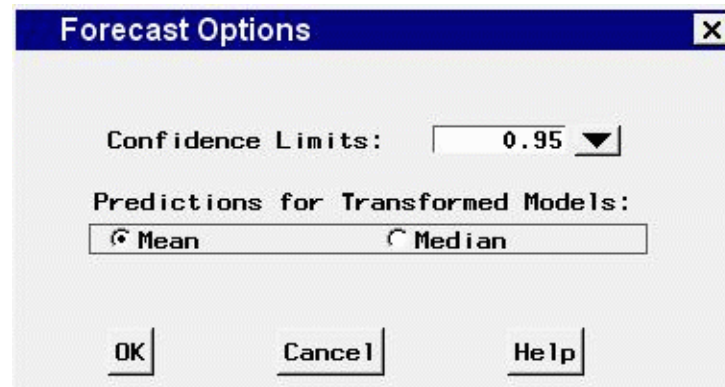 Forecast Options
Confidence Limits: 0.95
Predictions for Transformed Models:
Mean Median
OK Cancel Help